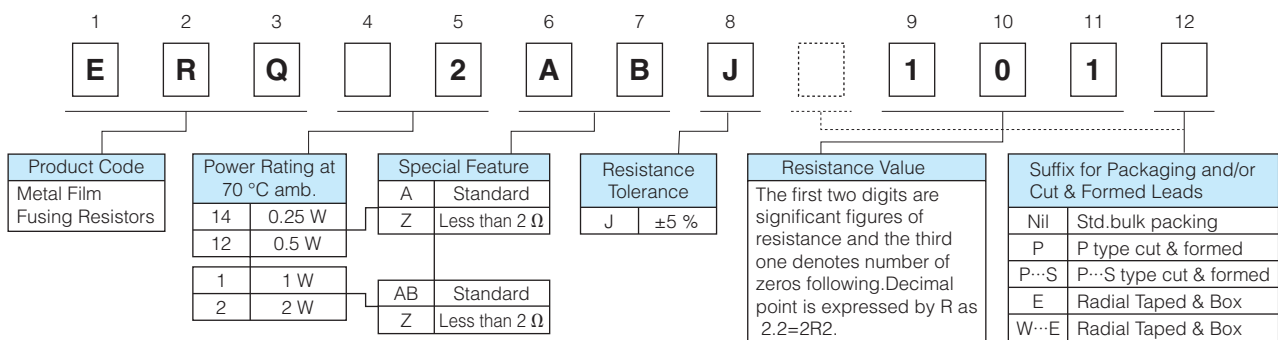 1 2 3 4 5 6 7 8 9 10 11 12
E R Q 2 A B J 1 0 1
Product Code
Metal Film
Fusing Resistors
Power Rating at
70 °C amb.
14 0.25 W
12 0.5 W
1 1 W
2 2 W
Special Feature
A Standard
Z Less than 2 Ω
AB Standard
Z Less than 2 Ω
Resistance
Tolerance
J ±5 %
Resistance Value
The first two digits are
significant figures of
resistance and the third
one denotes number of
zeros following.Decimal
point is expressed by R as
2.2=2R2.
Suffix for Packaging and/or
Cut & Formed Leads
Nil Std.bulk packing
P P type cut & formed
P···S P···S type cut & formed
E Radial Taped & Box
W···E Radial Taped & Box